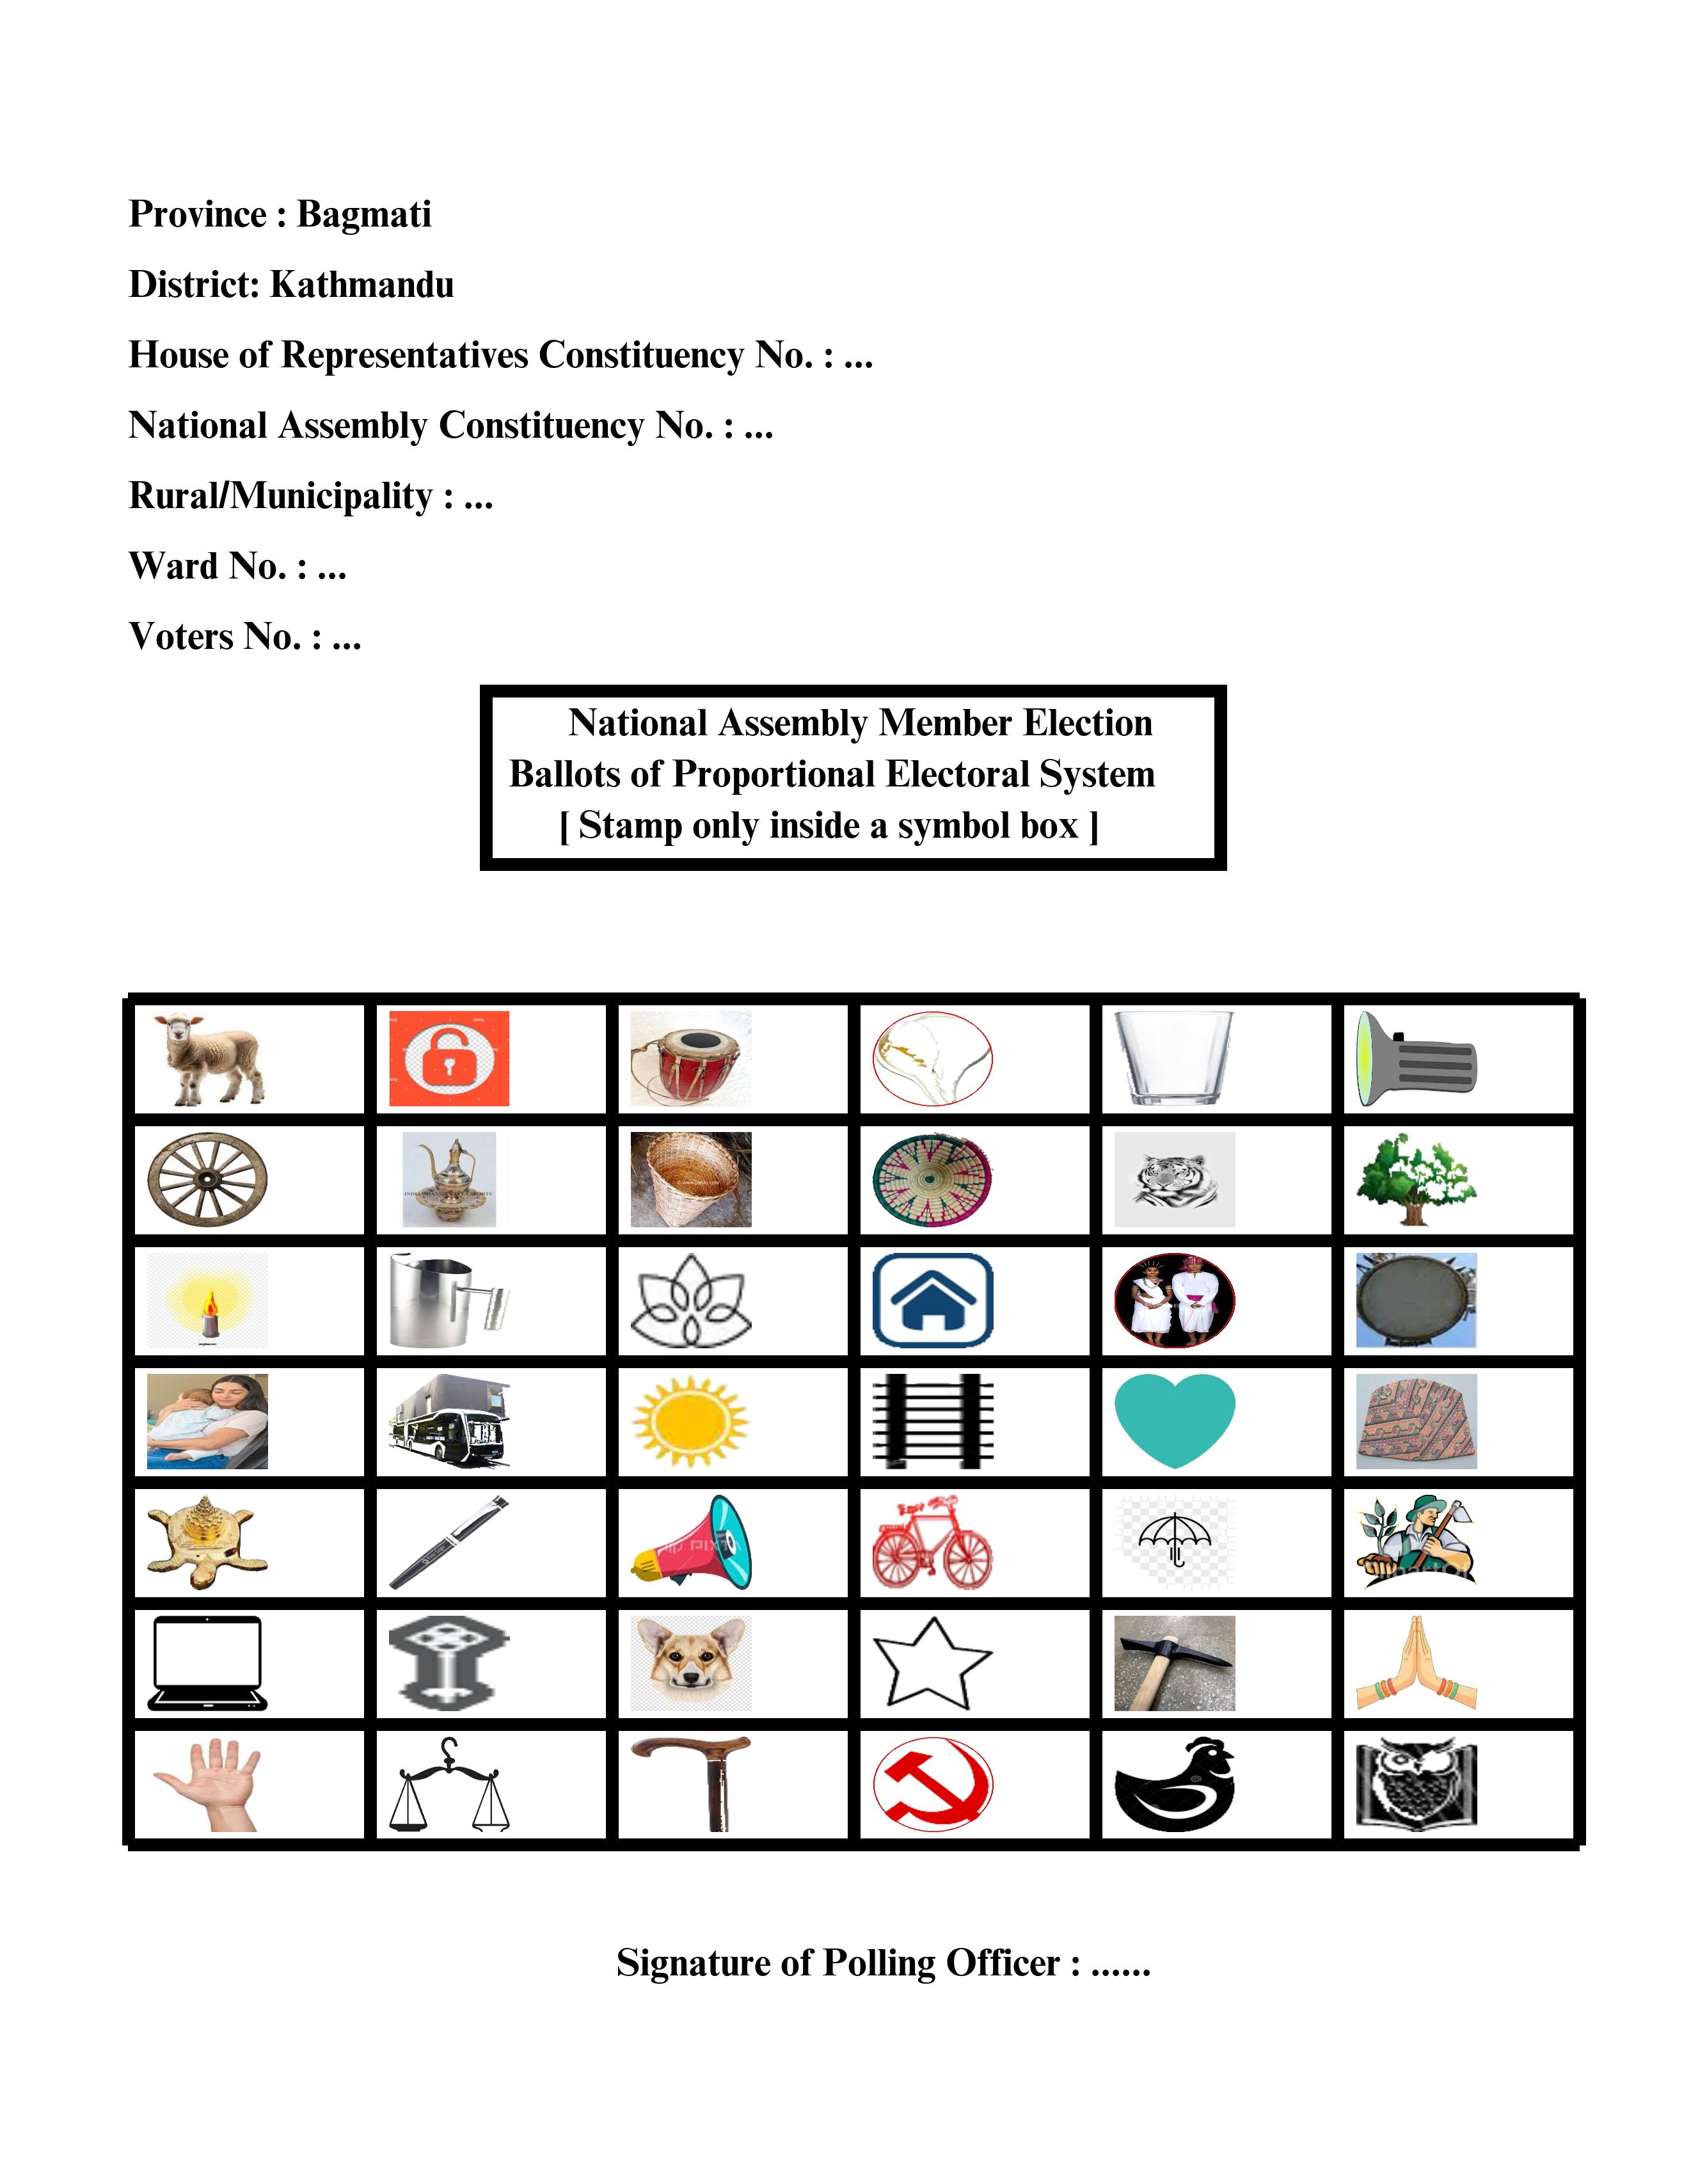 Province : Bagmati
District: Kathmandu
House of Representatives Constituency No. : ...
National Assembly Constituency No. : ...
Rural/Municipality : ...
Ward No. : ...
Voters No. : ...
National Assembly Member Election
Ballots of Proportional Electoral System
[ Stamp only inside a symbol box ]
Signature of Polling Officer : ......